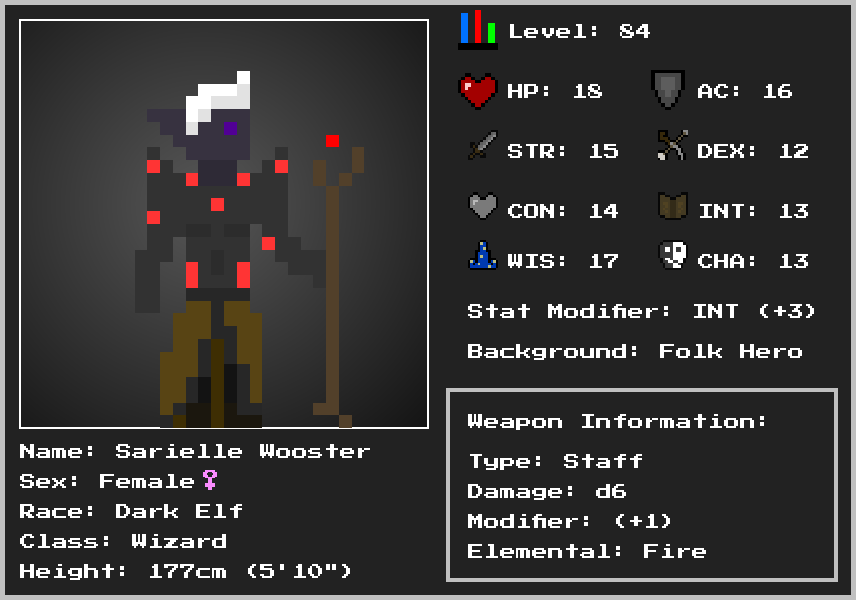 Level: 84
HP: 18
AC: 16
STR: 15
DEX: 12
CON: 14
INT: 13
WIS: 17
CHA: 13
Stat Modifier: INT (+3)
Background: Folk Hero
Weapon Information:
Type: Staff
Damage: d6
Modifier: (+1)
Elemental: Fire
Name: Sarielle Wooster
Sex: Female♀
Race: Dark Elf
Class: Wizard
Height: 177cm (5'10")